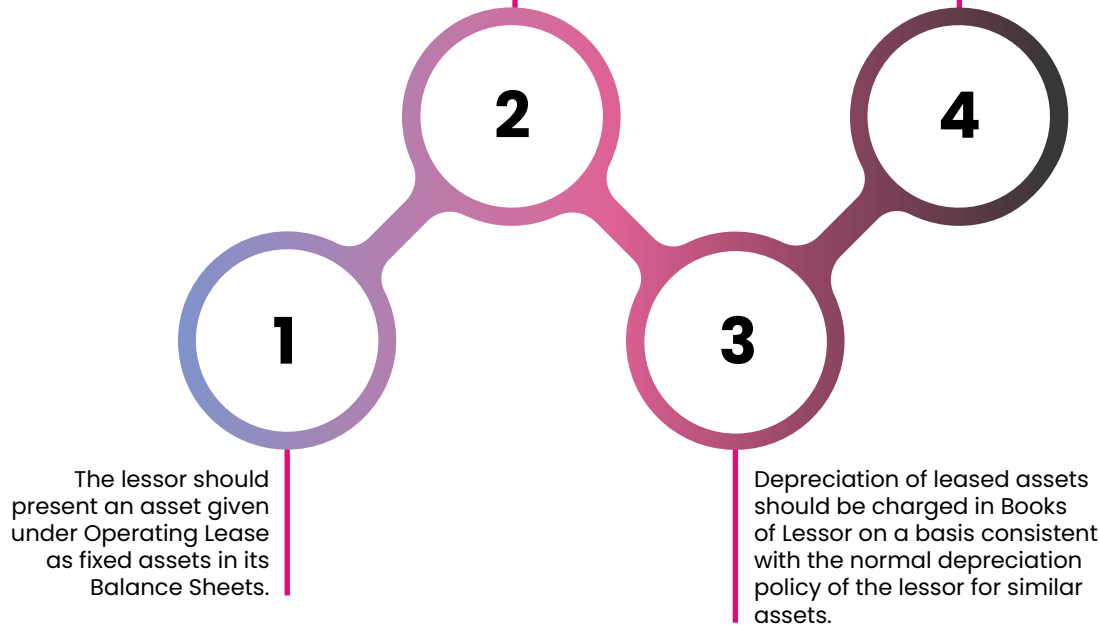 2
4
1
3
The lessor should
present an asset given
under Operating Lease
as fixed assets in its
Balance Sheets.
Depreciation of leased assets
should be charged in Books
of Lessor on a basis consistent
with the normal depreciation
policy of the lessor for similar
assets.